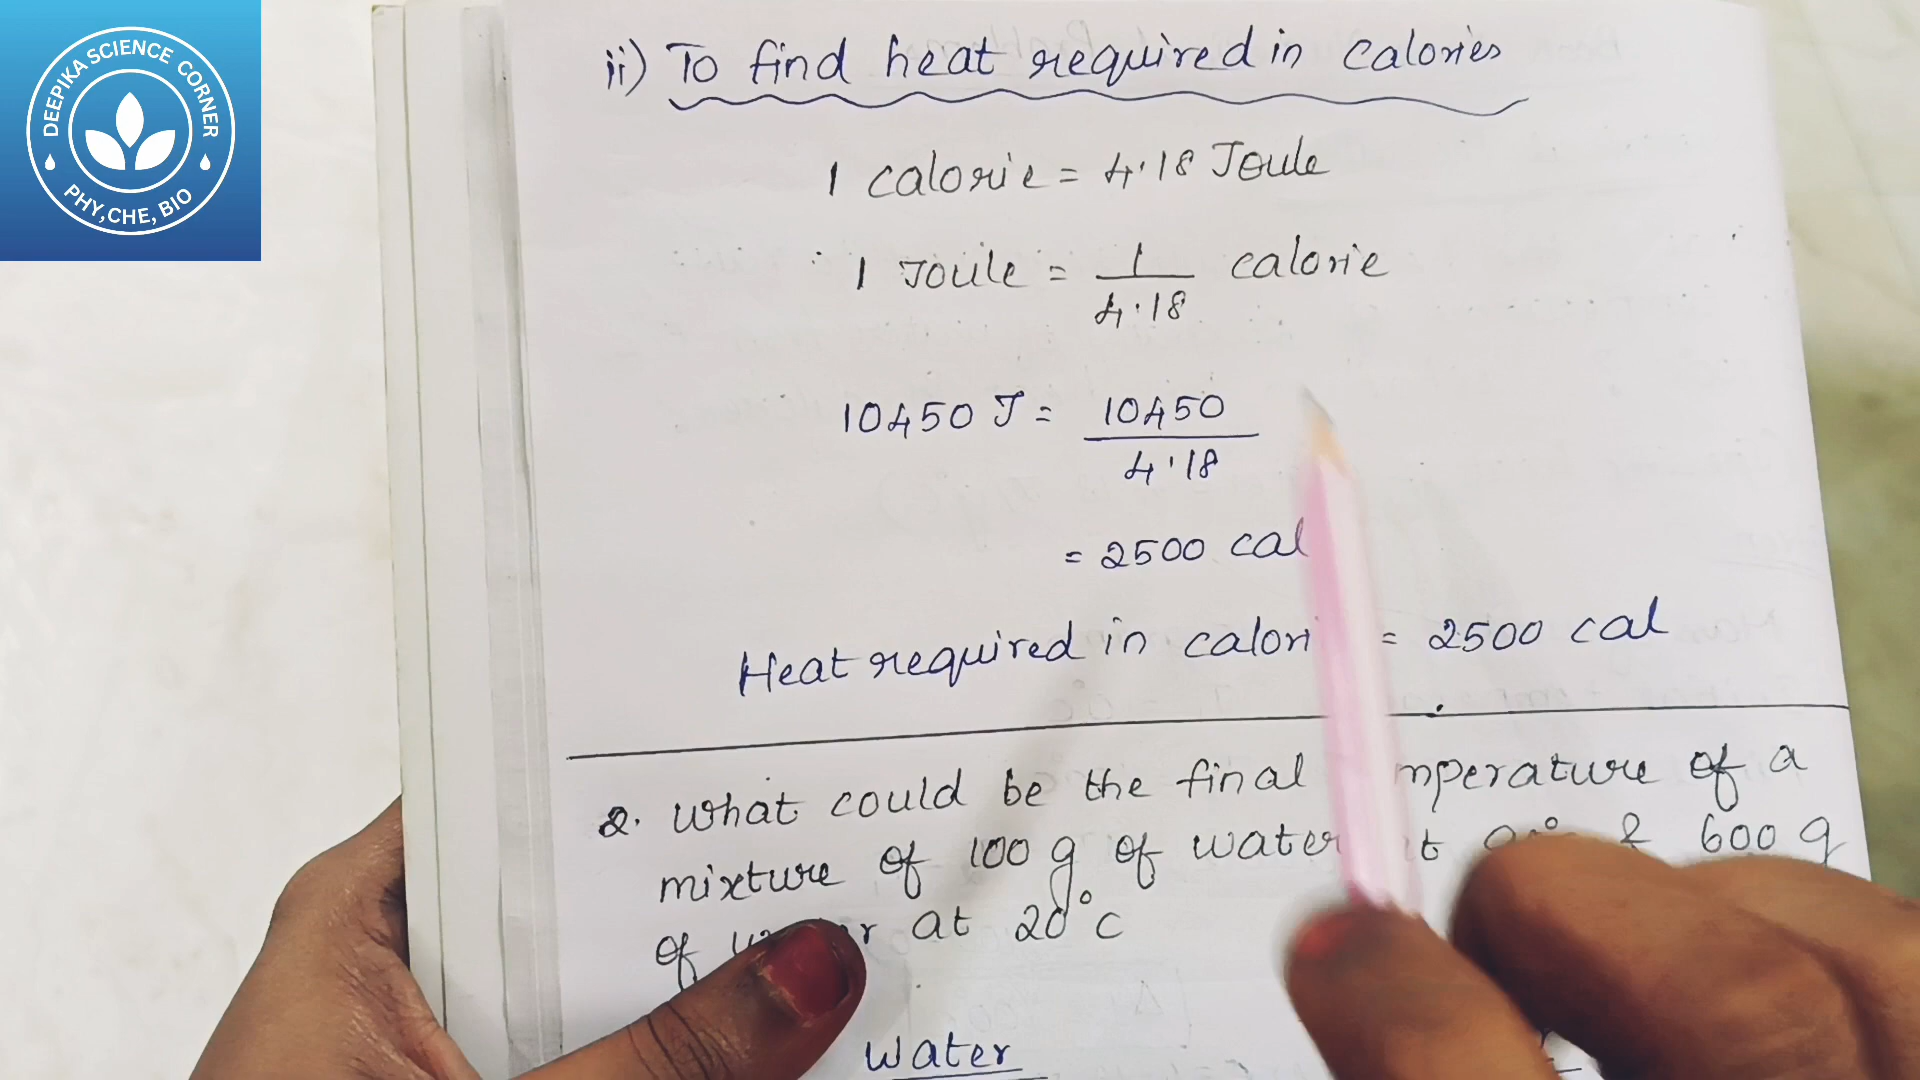 DEEPIKA SCIENCE CORNER
PHY,CHE, BIO
ii) To find heat required in calories
1 calorie = 4.18 Joule
1 Joule = 1/4.18 calorie
10450 J = 10450/4.18
= 2500 cal
Heat required in = 2500 cal
2. What could be the final of a
mixture of 100 g of water & 600 g
of at 20°C
Water